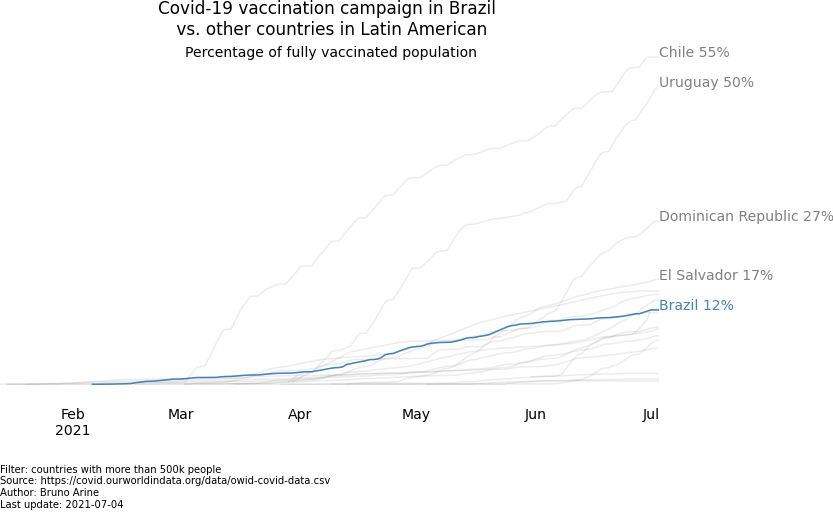 Covid-19 vaccination campaign in Brazil
vs. other countries in Latin American
Percentage of fully vaccinated population
Chile 55%
Uruguay 50%
Dominican Republic 27%
El Salvador 17%
Brazil 12%
Feb Mar Apr May Jun Jul
2021
Filter: countries with more than 500k people
Source: https://covid.ourworldindata.org/data/owid-covid-data.csv
Author: Bruno Arine
Last update: 2021-07-04